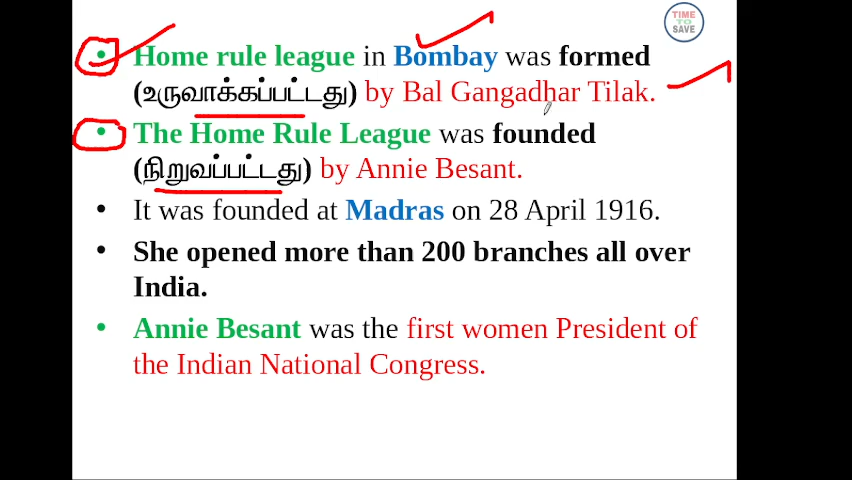 TIME
TO
SAVE
• Home rule league in Bombay was formed
(உருவாக்கப்பட்டது) by Bal Gangadhar Tilak.
• The Home Rule League was founded
(நிறுவப்பட்டது) by Annie Besant.
• It was founded at Madras on 28 April 1916.
• She opened more than 200 branches all over
India.
• Annie Besant was the first women President of
the Indian National Congress.